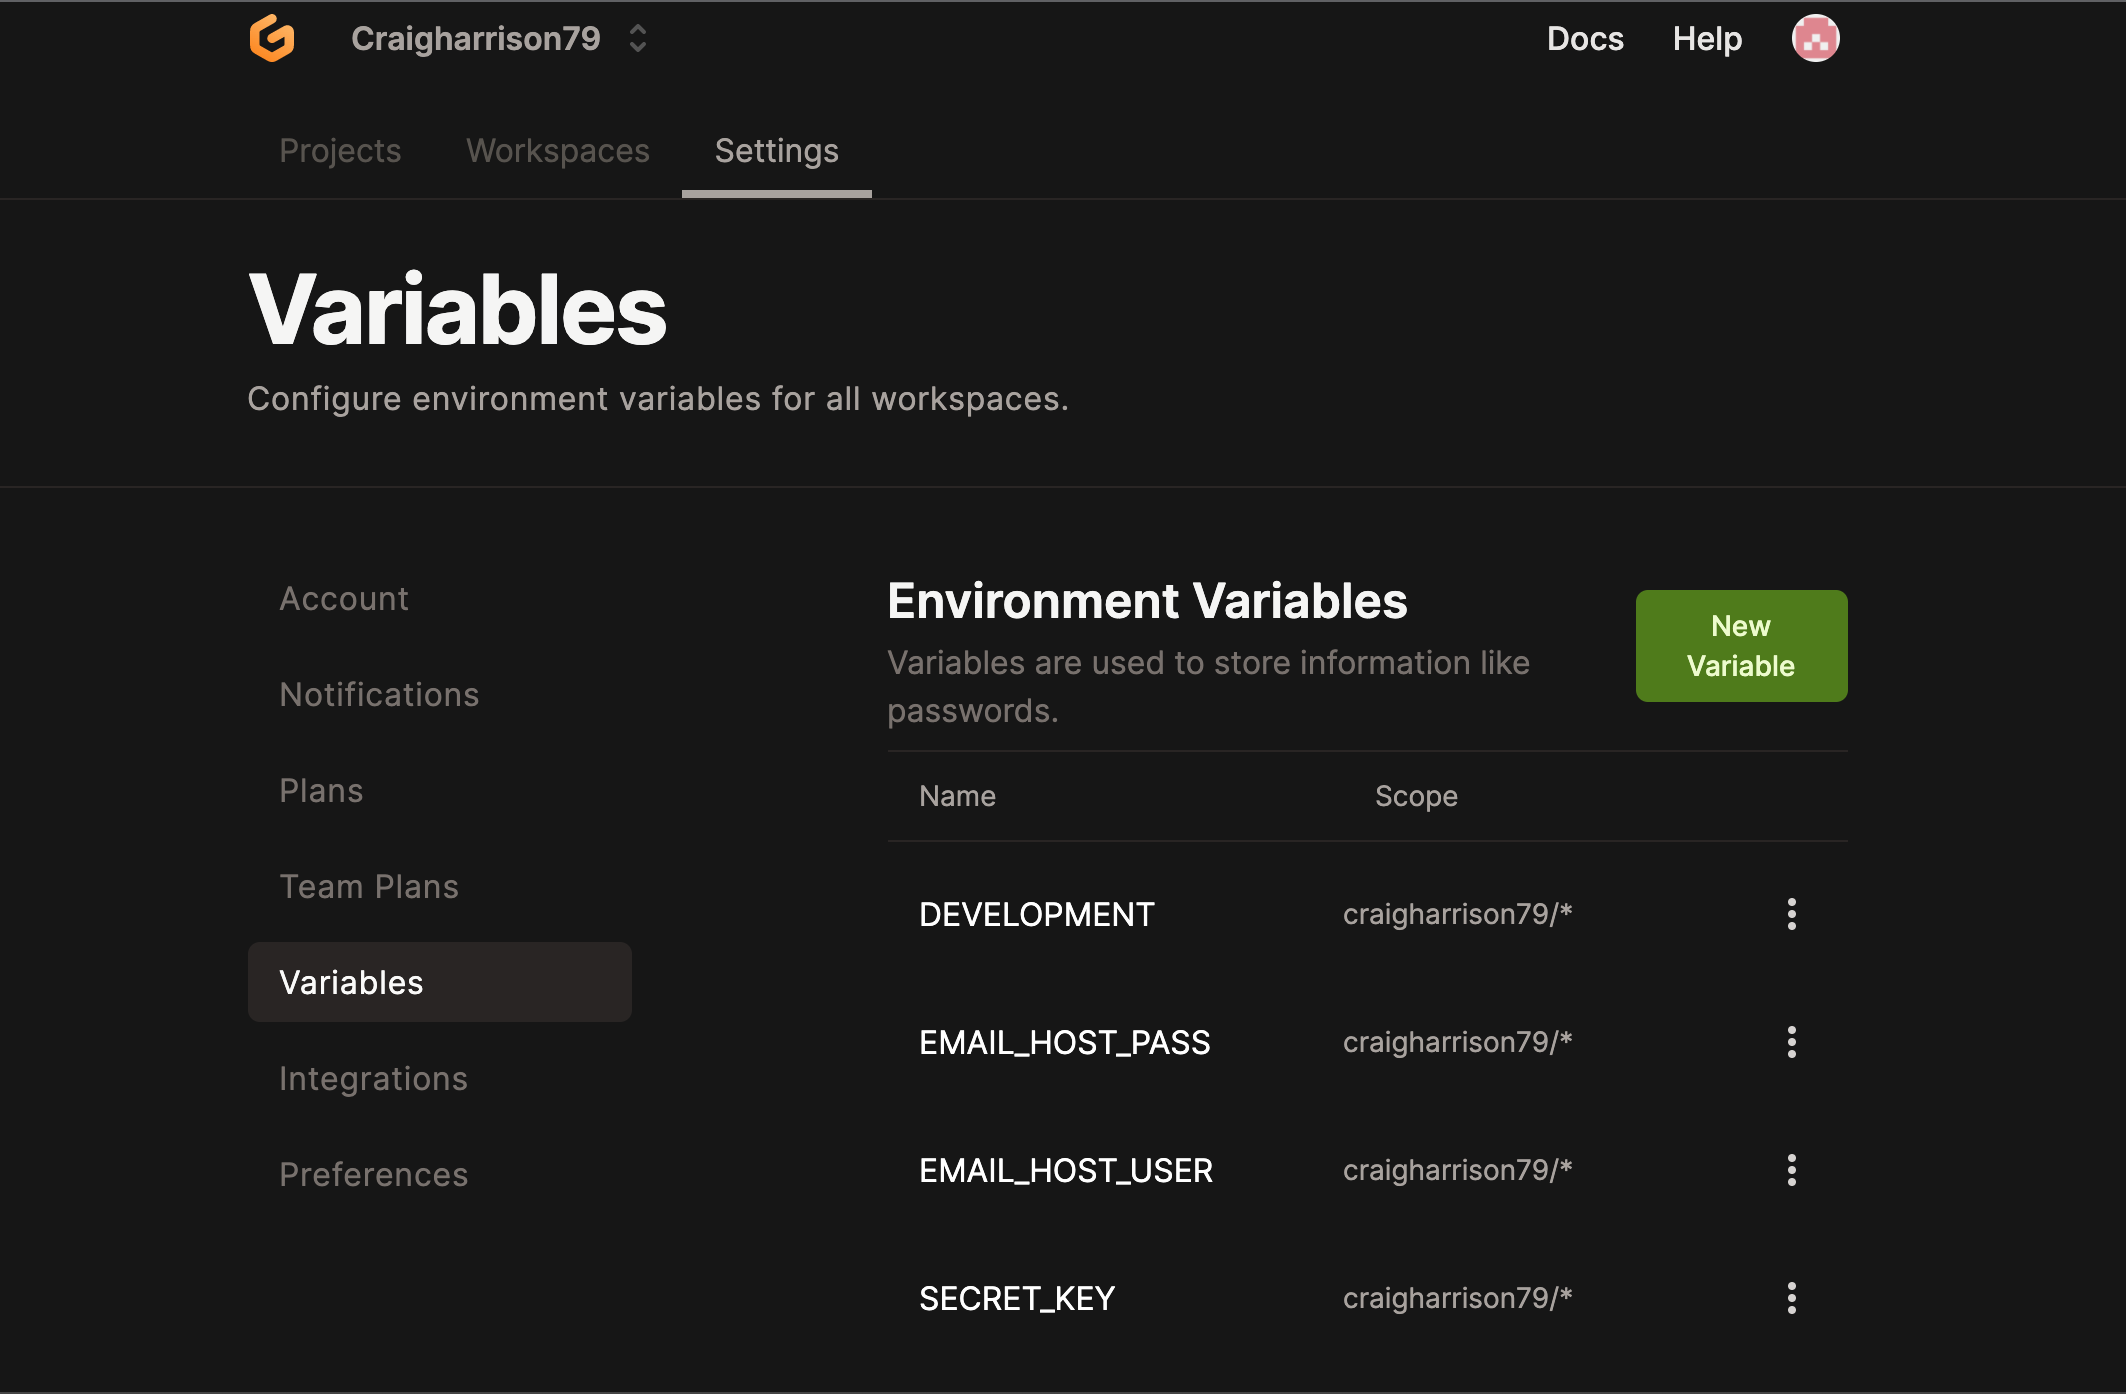 Craigharrison79
Docs
Help
Projects
Workspaces
Settings
Variables
Configure environment variables for all workspaces.
Account
Notifications
Plans
Team Plans
Variables
Integrations
Preferences
Environment Variables
Variables are used to store information like
passwords.
New
Variable
Name
Scope
DEVELOPMENT
craigharrison79/*
EMAIL_HOST_PASS
craigharrison79/*
EMAIL_HOST_USER
craigharrison79/*
SECRET_KEY
craigharrison79/*